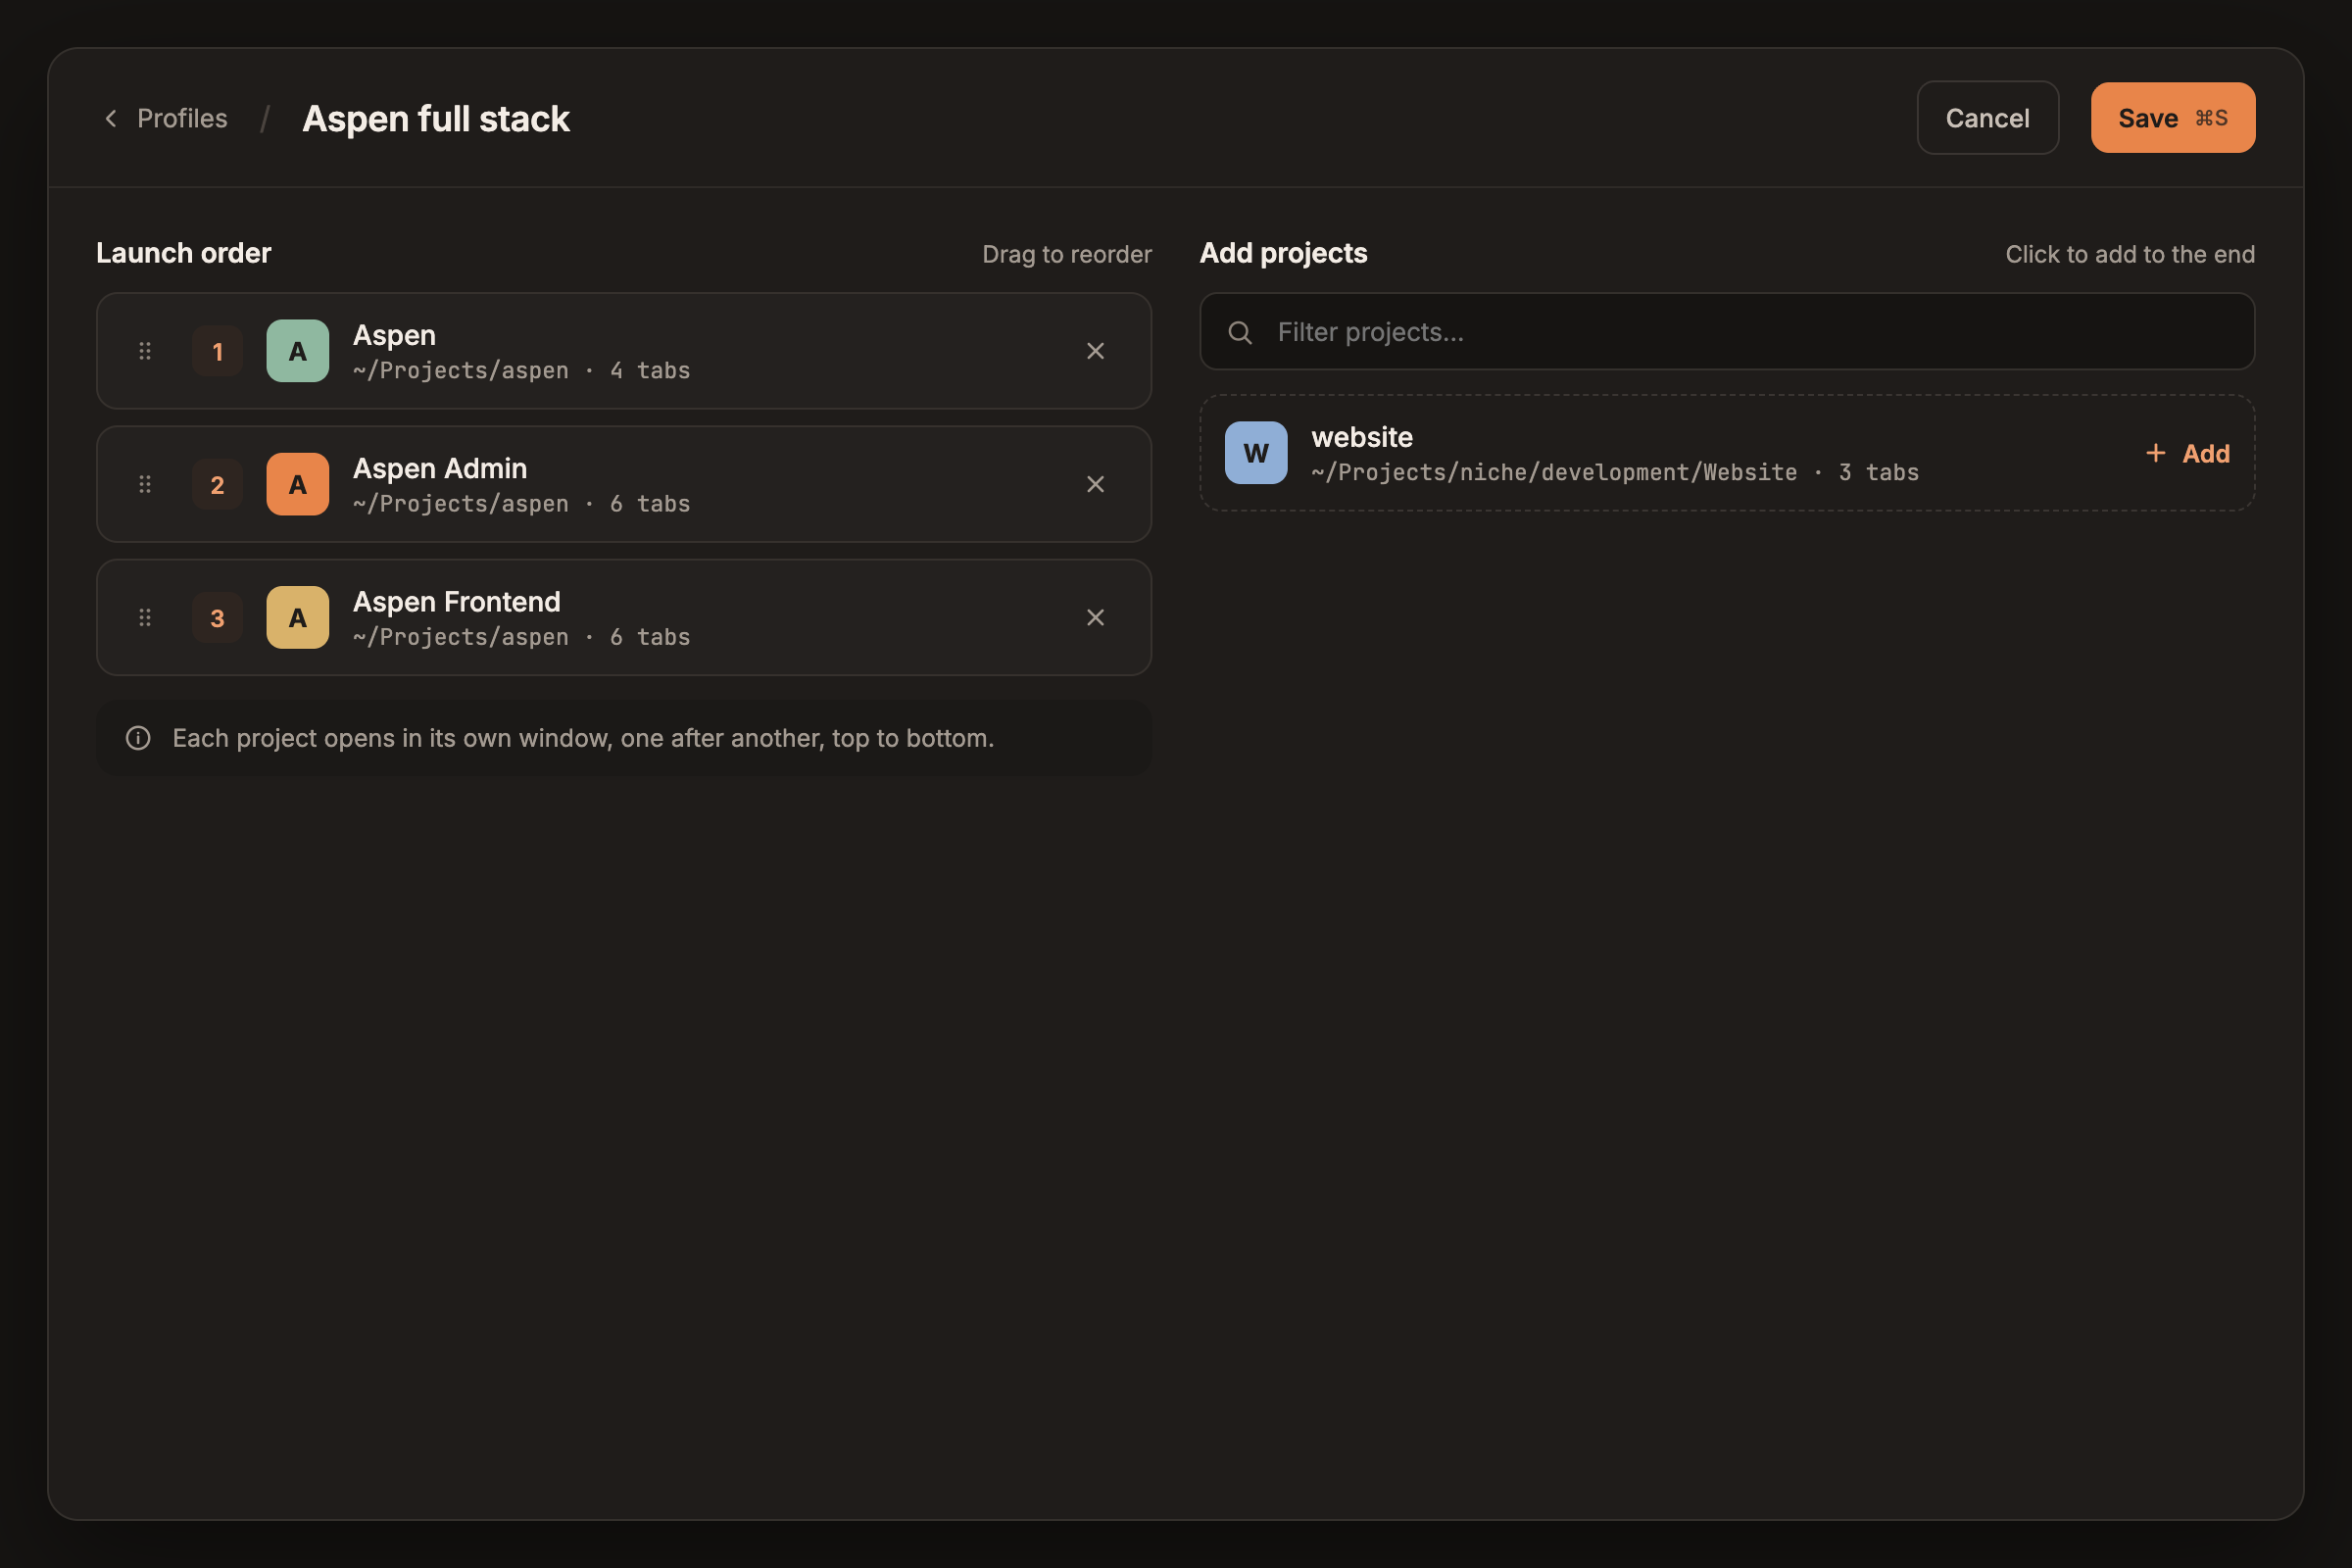 Profiles / Aspen full stack
Cancel
Save ⌘S
Launch order
Drag to reorder
1
A
Aspen
~/Projects/aspen · 4 tabs
2
A
Aspen Admin
~/Projects/aspen · 6 tabs
3
A
Aspen Frontend
~/Projects/aspen · 6 tabs
Each project opens in its own window, one after another, top to bottom.
Add projects
Click to add to the end
Filter projects...
W
website
~/Projects/niche/development/Website · 3 tabs
+ Add